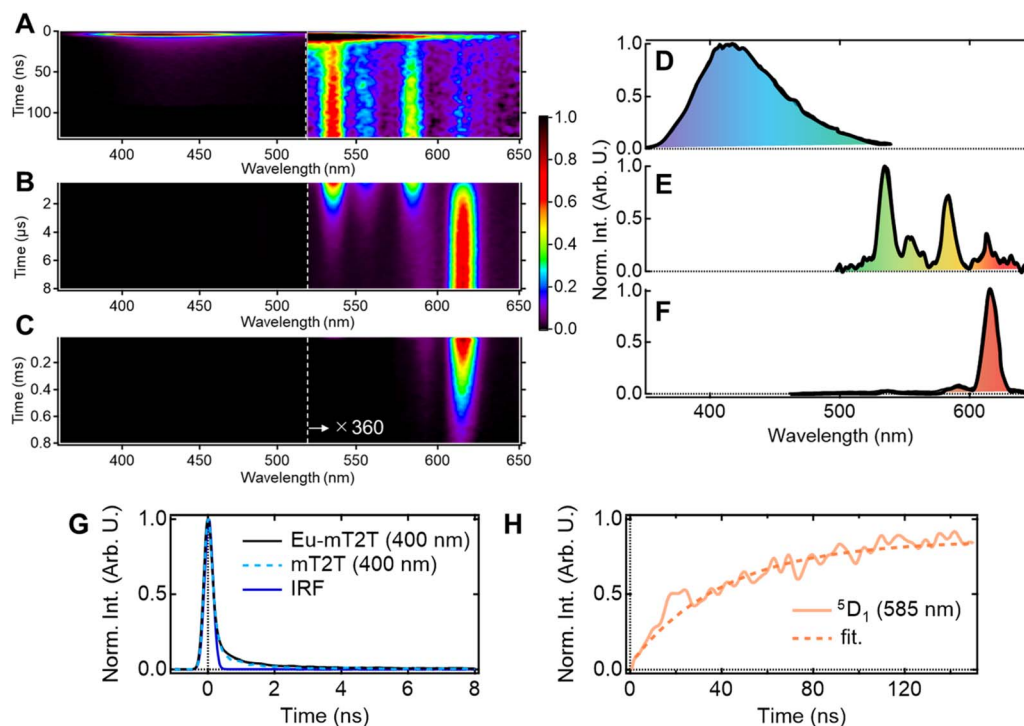 A
0
50
100
Time (ns)
400 450 500 550 600 650
Wavelength (nm)
B
2
4
6
8
Time (µs)
400 450 500 550 600 650
Wavelength (nm)
C
0.2
0.4
0.6
0.8
Time (ms)
→ × 360
400 450 500 550 600 650
Wavelength (nm)
1.0
0.8
0.6
0.4
0.2
0.0
D
1.0
0.5
0.0
E
1.0
0.5
0.0
F
1.0
0.5
0.0
Norm. Int. (Arb. U.)
400 500 600
Wavelength (nm)
G
1.0
0.5
0.0
Norm. Int. (Arb. U.)
Eu-mT2T (400 nm)
mT2T (400 nm)
IRF
0 2 4 6 8
Time (ns)
H
1.0
0.5
0.0
Norm. Int. (Arb. U.)
⁵D₁ (585 nm)
fit.
0 40 80 120
Time (ns)